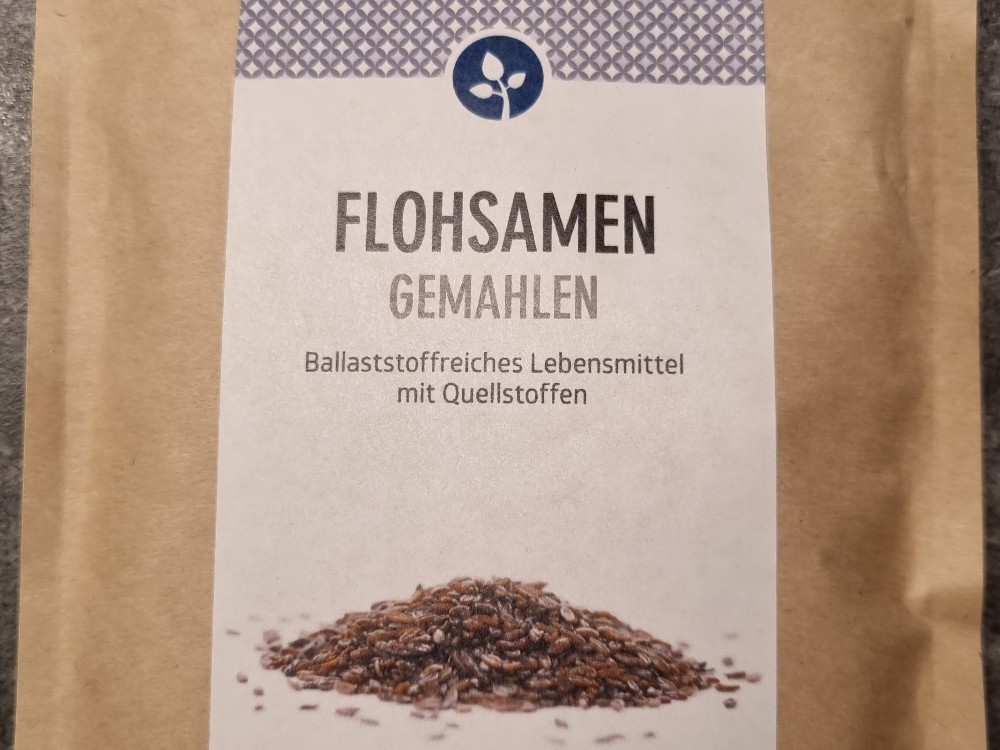 FLOHSAMEN
GEMAHLEN
Ballaststoffreiches Lebensmittel
mit Quellstoffen